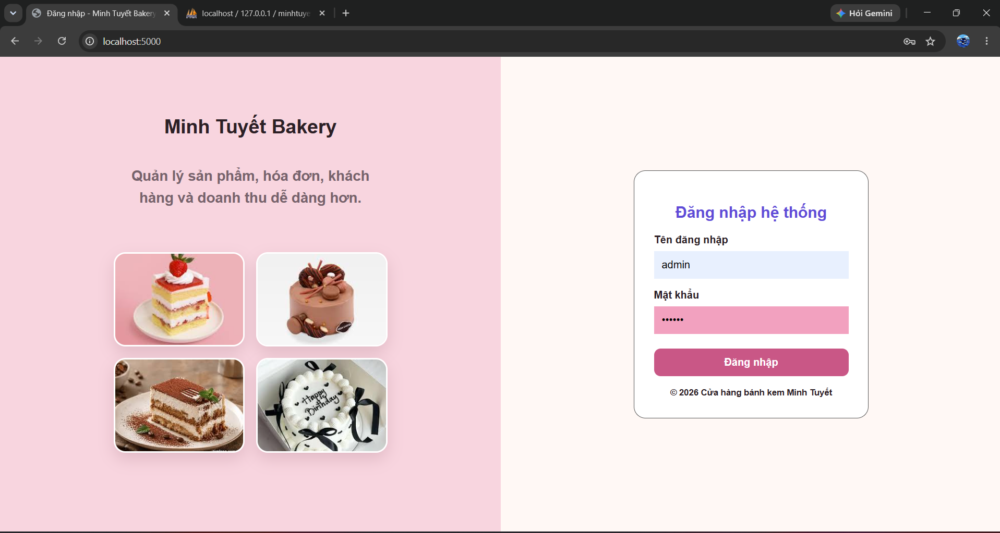 Đăng nhập - Minh Tuyết Bakery
localhost / 127.0.0.1 / minhtuye
Hỏi Gemini
localhost:5000
Minh Tuyết Bakery
Quản lý sản phẩm, hóa đơn, khách
hàng và doanh thu dễ dàng hơn.
Happy
Birthday
Đăng nhập hệ thống
Tên đăng nhập
admin
Mật khẩu
••••••
Đăng nhập
© 2026 Cửa hàng bánh kem Minh Tuyết